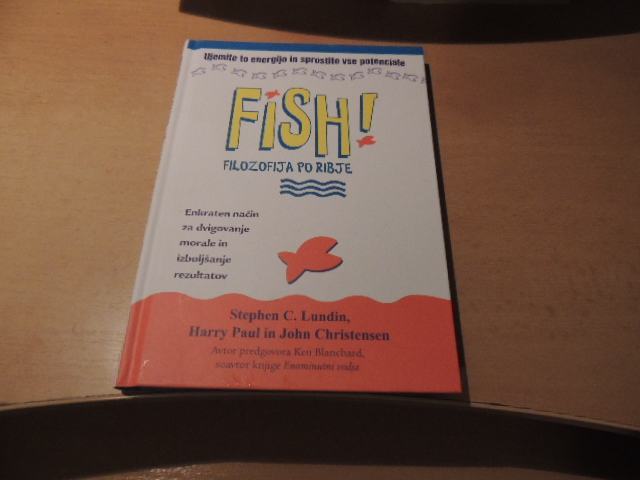 Ujemite to energijo in sprostite vse potenciale
FiSH!
FILOZOFIJA PO RIBJE
Enkraten način
za dvigovanje
morale in
izboljšanje
rezultatov
Stephen C. Lundin,
Harry Paul in John Christensen
Avtor predgovora Ken Blanchard,
soavtor knjige Enominutni vodja